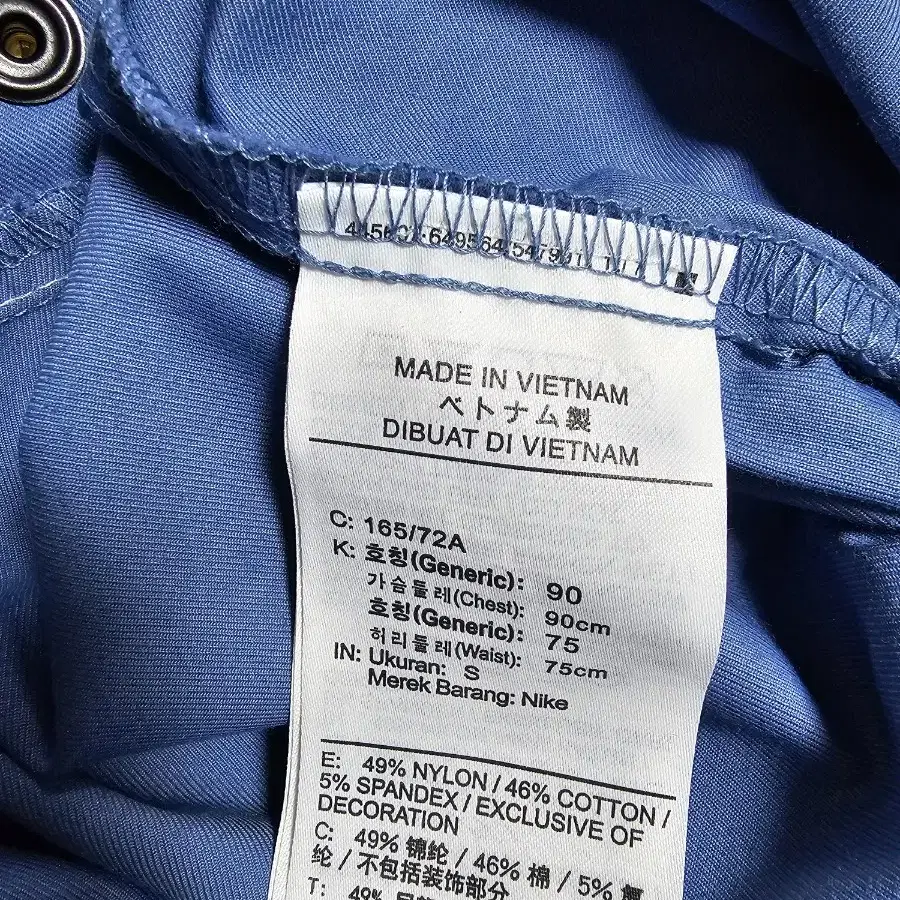 MADE IN VIETNAM
ベトナム製
DIBUAT DI VIETNAM
C: 165/72A
K: 호칭(Generic): 90
가슴둘레(Chest): 90cm
호칭(Generic): 75
허리둘레(Waist): 75cm
IN: Ukuran: S
Merek Barang: Nike
E: 49% NYLON / 46% COTTON /
5% SPANDEX / EXCLUSIVE OF
DECORATION
C: 49% 锦纶 / 46% 棉 / 5% 氨
纶 / 不包括装饰部分
T: 49%